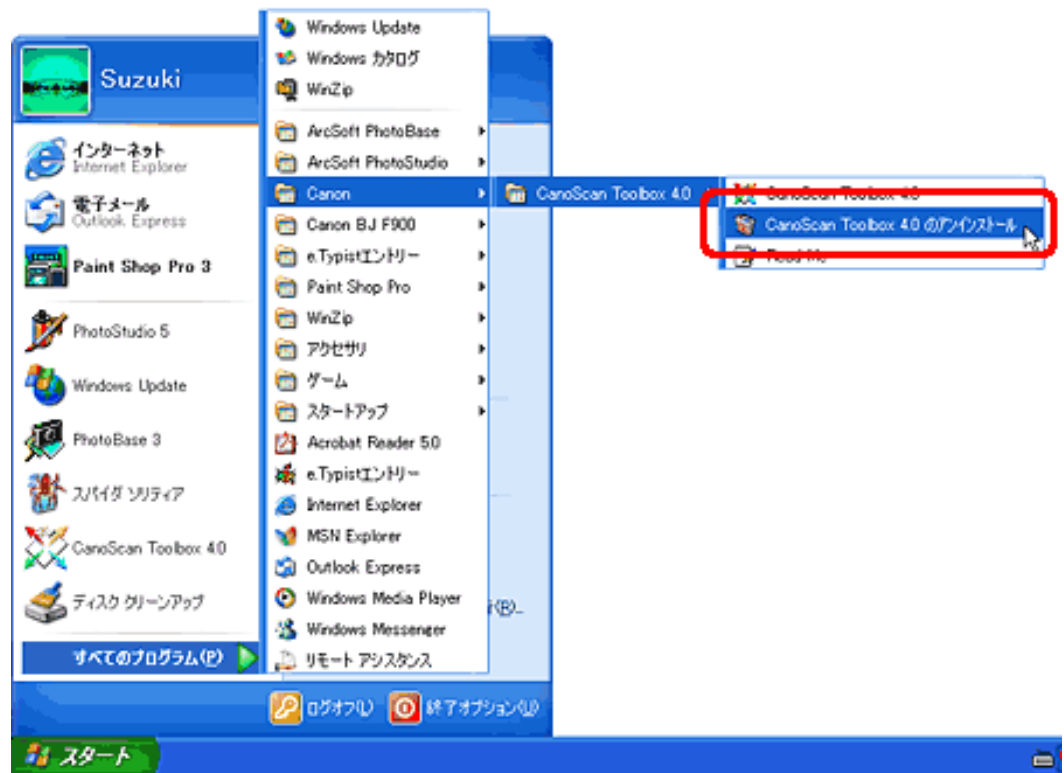 Suzuki
インターネット
Internet Explorer
電子メール
Outlook Express
Paint Shop Pro 3
PhotoStudio 5
Windows Update
PhotoBase 3
スパイダ ソリティア
CanoScan Toolbox 4.0
ディスク クリーンアップ
すべてのプログラム(P)
Windows Update
Windows カタログ
WinZip
ArcSoft PhotoBase
ArcSoft PhotoStudio
Canon
Canon BJ F900
e.Typistエントリー
Paint Shop Pro
WinZip
アクセサリ
ゲーム
スタートアップ
Acrobat Reader 5.0
e.Typistエントリー
Internet Explorer
MSN Explorer
Outlook Express
Windows Media Player
Windows Messenger
リモート アシスタンス
CanoScan Toolbox 4.0
CanoScan Toolbox 4.0
CanoScan Toolbox 4.0 のアンインストール
Read Me
(R)...
ログオフ(L)
終了オプション(U)
スタート